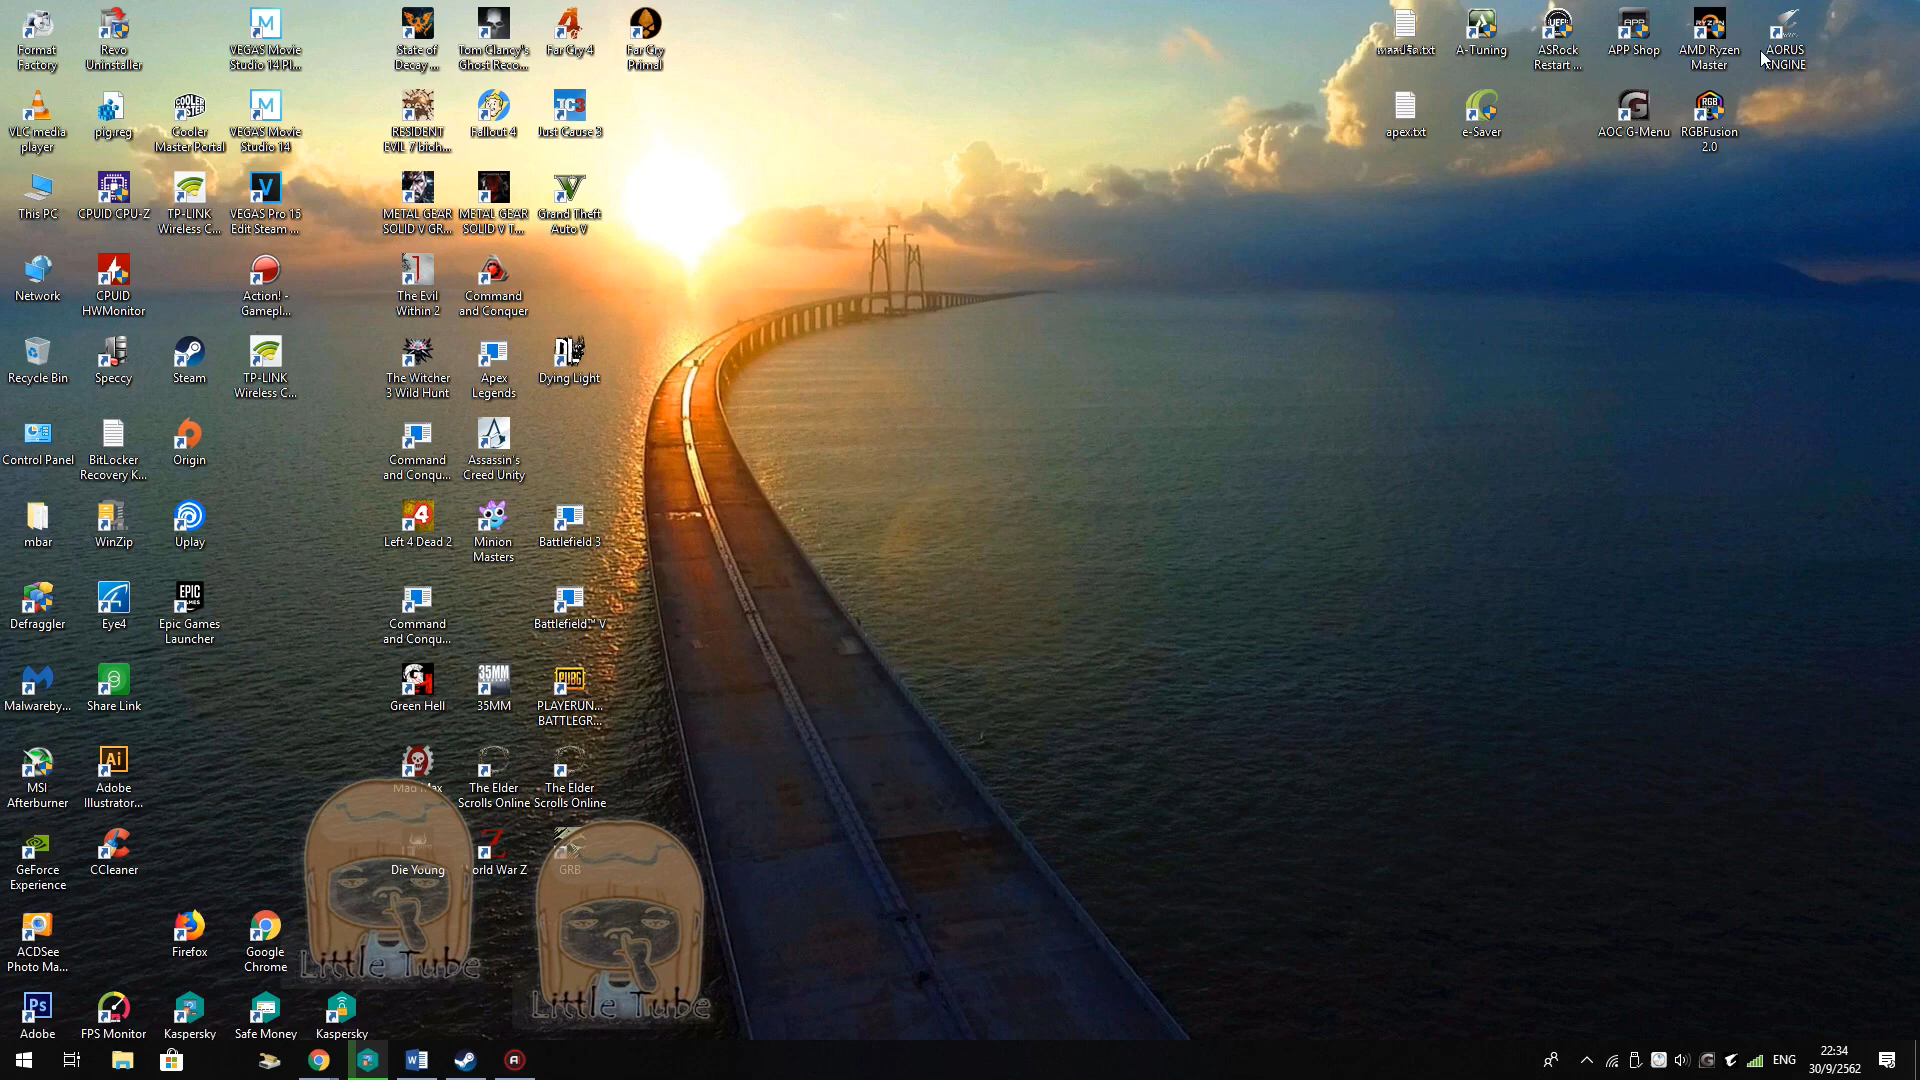 Format
Factory
Revo
Uninstaller
VEGAS Movie
Studio 14 Pl...
State of
Decay ...
Tom Clancy's
Ghost Reco...
Far Cry 4
Far Cry
Primal
A-Tuning
ASRock
Restart ...
APP Shop
AMD Ryzen
Master
AORUS
ENGINE
VLC media
player
pig.reg
Cooler
Master Portal
VEGAS Movie
Studio 14
RESIDENT
EVIL 7 bioh...
Fallout 4
Just Cause 3
apex.txt
e-Saver
AOC G-Menu
RGBFusion
2.0
This PC
CPUID CPU-Z
TP-LINK
Wireless C...
VEGAS Pro 15
Edit Steam ...
METAL GEAR
SOLID V GR...
METAL GEAR
SOLID V T...
Grand Theft
Auto V
Network
CPUID
HWMonitor
Action! -
Gamepl...
The Evil
Within 2
Command
and Conquer
Recycle Bin
Speccy
Steam
TP-LINK
Wireless C...
The Witcher
3 Wild Hunt
Apex
Legends
Dying Light
Control Panel
BitLocker
Recovery K...
Origin
Command
and Conqu...
Assassin's
Creed Unity
mbar
WinZip
Uplay
Left 4 Dead 2
Minion
Masters
Battlefield 3
Defraggler
Eye4
Epic Games
Launcher
Command
and Conqu...
Battlefield™ V
Malwareby...
Share Link
Green Hell
35MM
PLAYERUN...
BATTLEGR...
MSI
Afterburner
Adobe
Illustrator...
Mad Max
The Elder
Scrolls Online
The Elder
Scrolls Online
GeForce
Experience
CCleaner
Die Young
orld War Z
GRB
ACDSee
Photo Ma...
Firefox
Google
Chrome
Little Tube
Little Tube
Adobe
FPS Monitor
Kaspersky
Safe Money
Kaspersky
ENG
22:34
30/9/2562